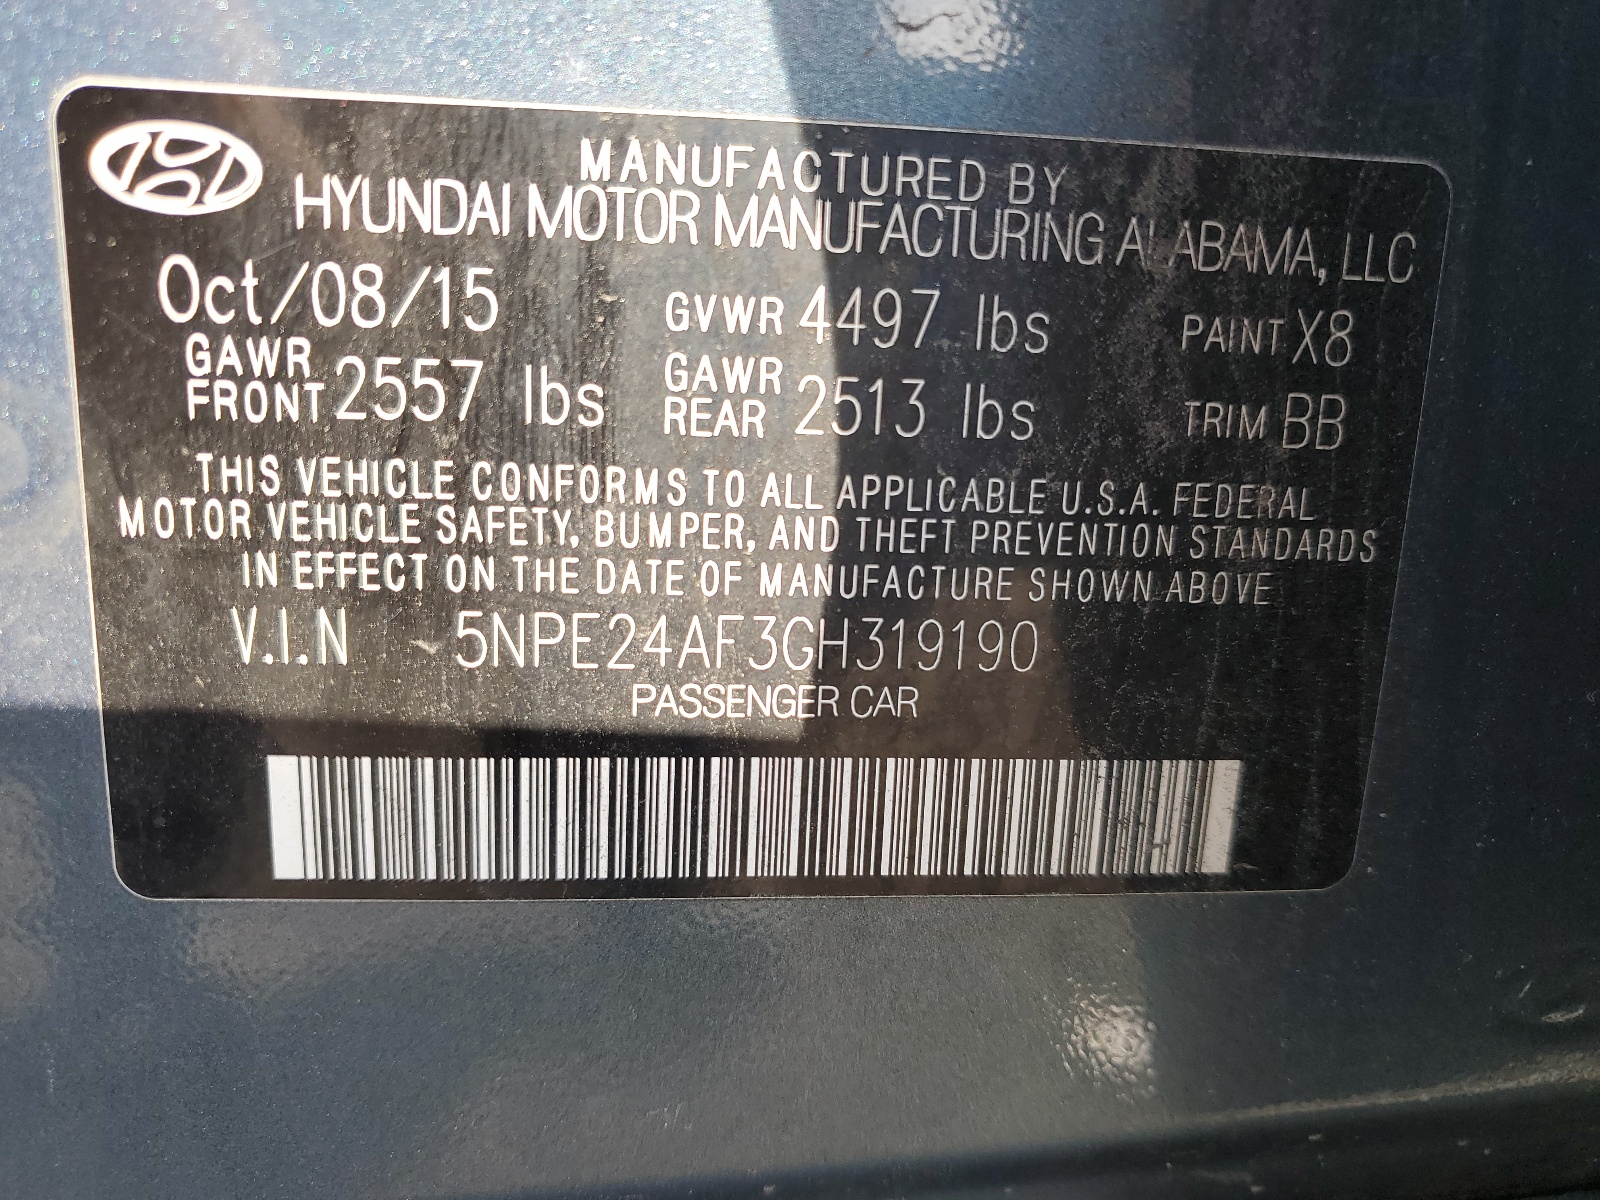 MANUFACTURED BY
HYUNDAI MOTOR MANUFACTURING ALABAMA, LLC
Oct/08/15 GVWR 4497 lbs PAINT X8
GAWR FRONT 2557 lbs GAWR REAR 2513 lbs TRIM BB
THIS VEHICLE CONFORMS TO ALL APPLICABLE U.S.A. FEDERAL
MOTOR VEHICLE SAFETY, BUMPER, AND THEFT PREVENTION STANDARDS
IN EFFECT ON THE DATE OF MANUFACTURE SHOWN ABOVE
V.I.N 5NPE24AF3GH319190
PASSENGER CAR